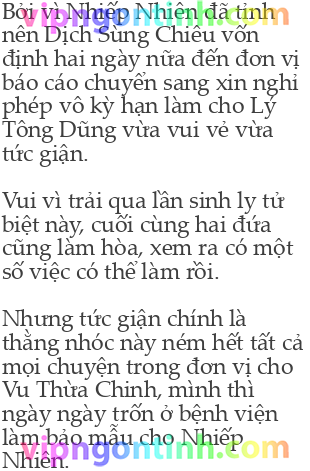 Bởi vì Nhiếp Nhiên đã tỉnh
vipngontinh.com
nên Dịch Sùng Chiêu vốn
định hai ngày nữa đến đơn vị
báo cáo chuyển sang xin nghỉ
phép vô kỳ hạn làm cho Lý
Tông Dũng vừa vui vẻ vừa
tức giận.
Vui vì trải qua lần sinh ly tử
biệt này, cuối cùng hai đứa
cũng làm hòa, xem ra có một
số việc có thể làm rồi.
Nhưng tức giận chính là
thằng nhóc này ném hết tất cả
mọi chuyện trong đơn vị cho
Vu Thừa Chinh, mình thì
ngày ngày trốn ở bệnh viện
làm bảo mẫu cho Nhiếp
vipngontinh.com
Nhiên.